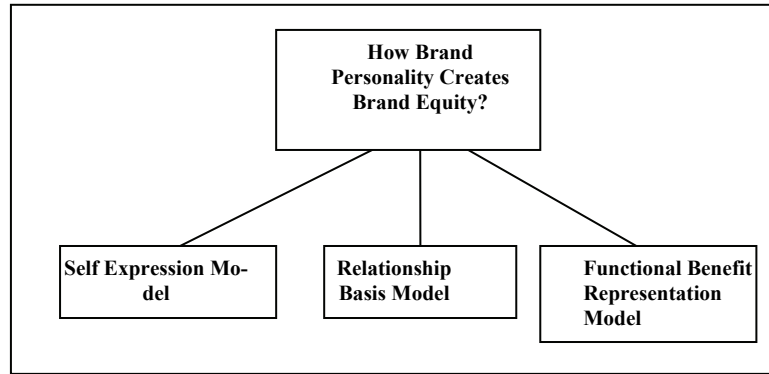 How Brand
Personality Creates
Brand Equity?
Self Expression Mo-
del
Relationship
Basis Model
Functional Benefit
Representation
Model